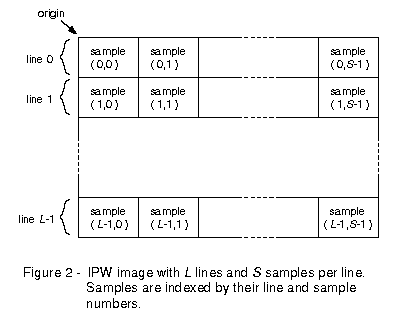 origin
line 0
sample sample sample
( 0,0 ) ( 0,1 ) ( 0,S-1 )
line 1
sample sample sample
( 1,0 ) ( 1,1 ) ( 1,S-1 )
line L-1
sample sample sample
( L-1,0 ) ( L-1,1 ) ( L-1,S-1 )
Figure 2 - IPW image with L lines and S samples per line.
Samples are indexed by their line and sample
numbers.